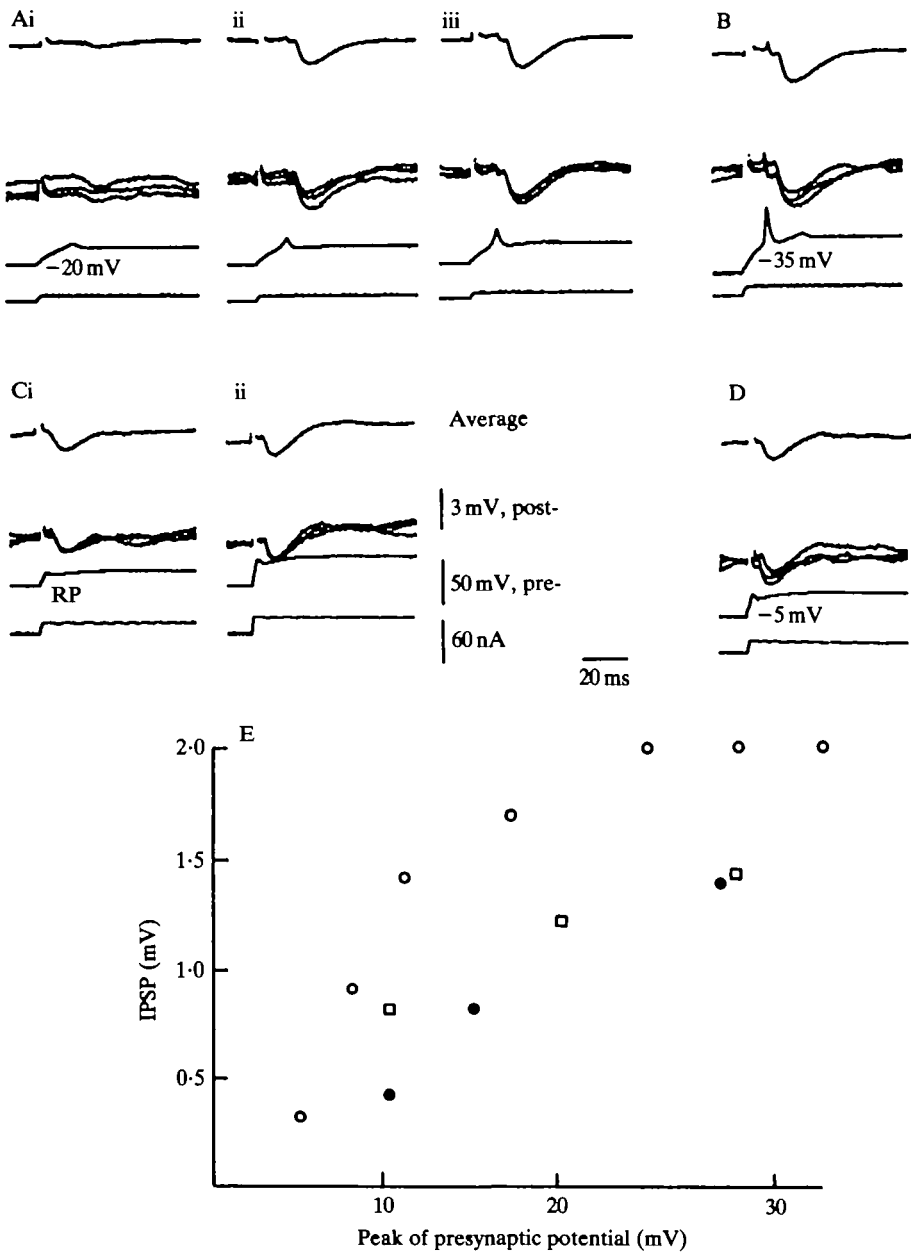 Ai
ii
iii
B
−20 mV
−35 mV
Ci
ii
Average
D
3 mV, post-
50 mV, pre-
RP
−5 mV
60 nA
20 ms
E
2·0
1·5
1·0
0·5
IPSP (mV)
10
20
30
Peak of presynaptic potential (mV)